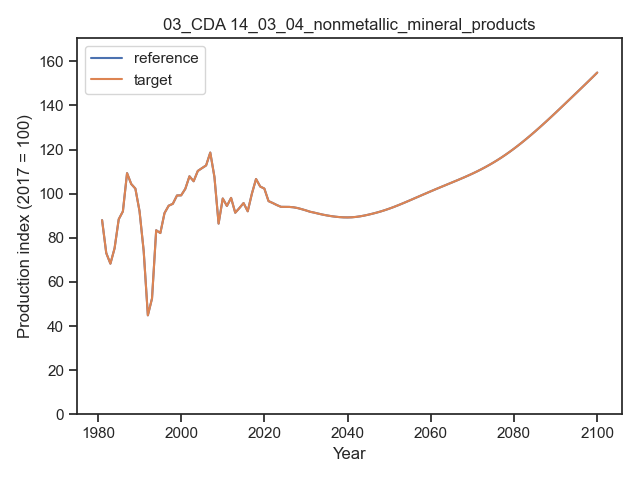 03_CDA 14_03_04_nonmetallic_mineral_products
reference
target
Production index (2017 = 100)
160
140
120
100
80
60
40
20
0
1980 2000 2020 2040 2060 2080 2100
Year